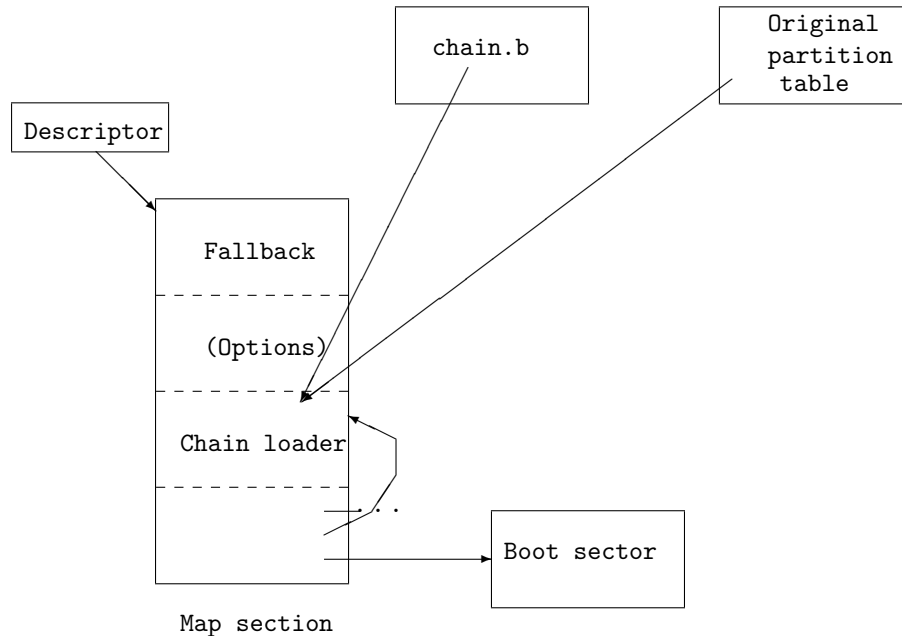 chain.b
Original
partition
table
Descriptor
Fallback
(Options)
Chain loader
...
Boot sector
Map section